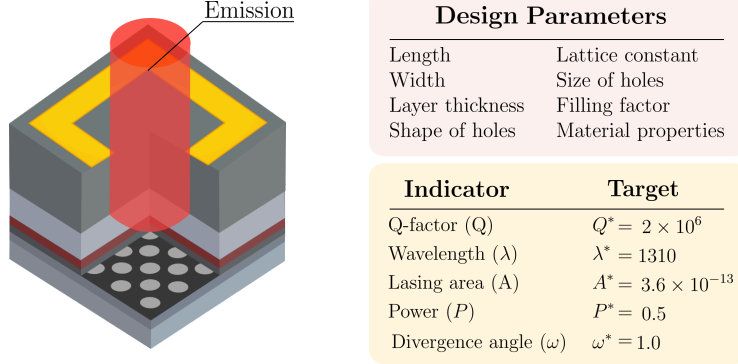 Emission
Design Parameters
Length Lattice constant
Width Size of holes
Layer thickness Filling factor
Shape of holes Material properties
Indicator Target
Q-factor (Q) Q* = 2 × 10⁶
Wavelength (λ) λ* = 1310
Lasing area (A) A* = 3.6 × 10⁻¹³
Power (P) P* = 0.5
Divergence angle (ω) ω* = 1.0